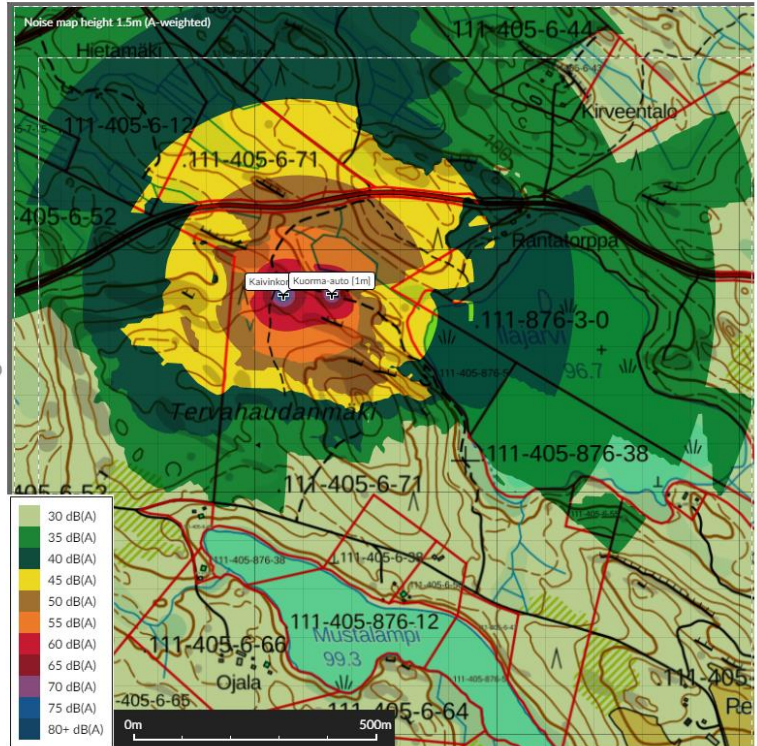 Noise map height 1.5m (A-weighted)
111-405-6-44
Hietamäki
Kirveentalo
.111-405-6-12
.111-405-6-71
100
405-6-52
Rantatorppa
Kuorma-auto [1m]
.111-876-3-0
Iläjärvi
96.7
Tervahaudanmäki
111-405-876-38
.111-405-6-71
405-6-52
111-405-876-38
111-405-6-38
111-405-876-12
Mustalampi
99.3
.111-405-6-66
Ojala
111-405
-405-6-65
.111-405-6-64
30 dB(A)
35 dB(A)
40 dB(A)
45 dB(A)
50 dB(A)
55 dB(A)
60 dB(A)
65 dB(A)
70 dB(A)
75 dB(A)
80+ dB(A)
0m 500m